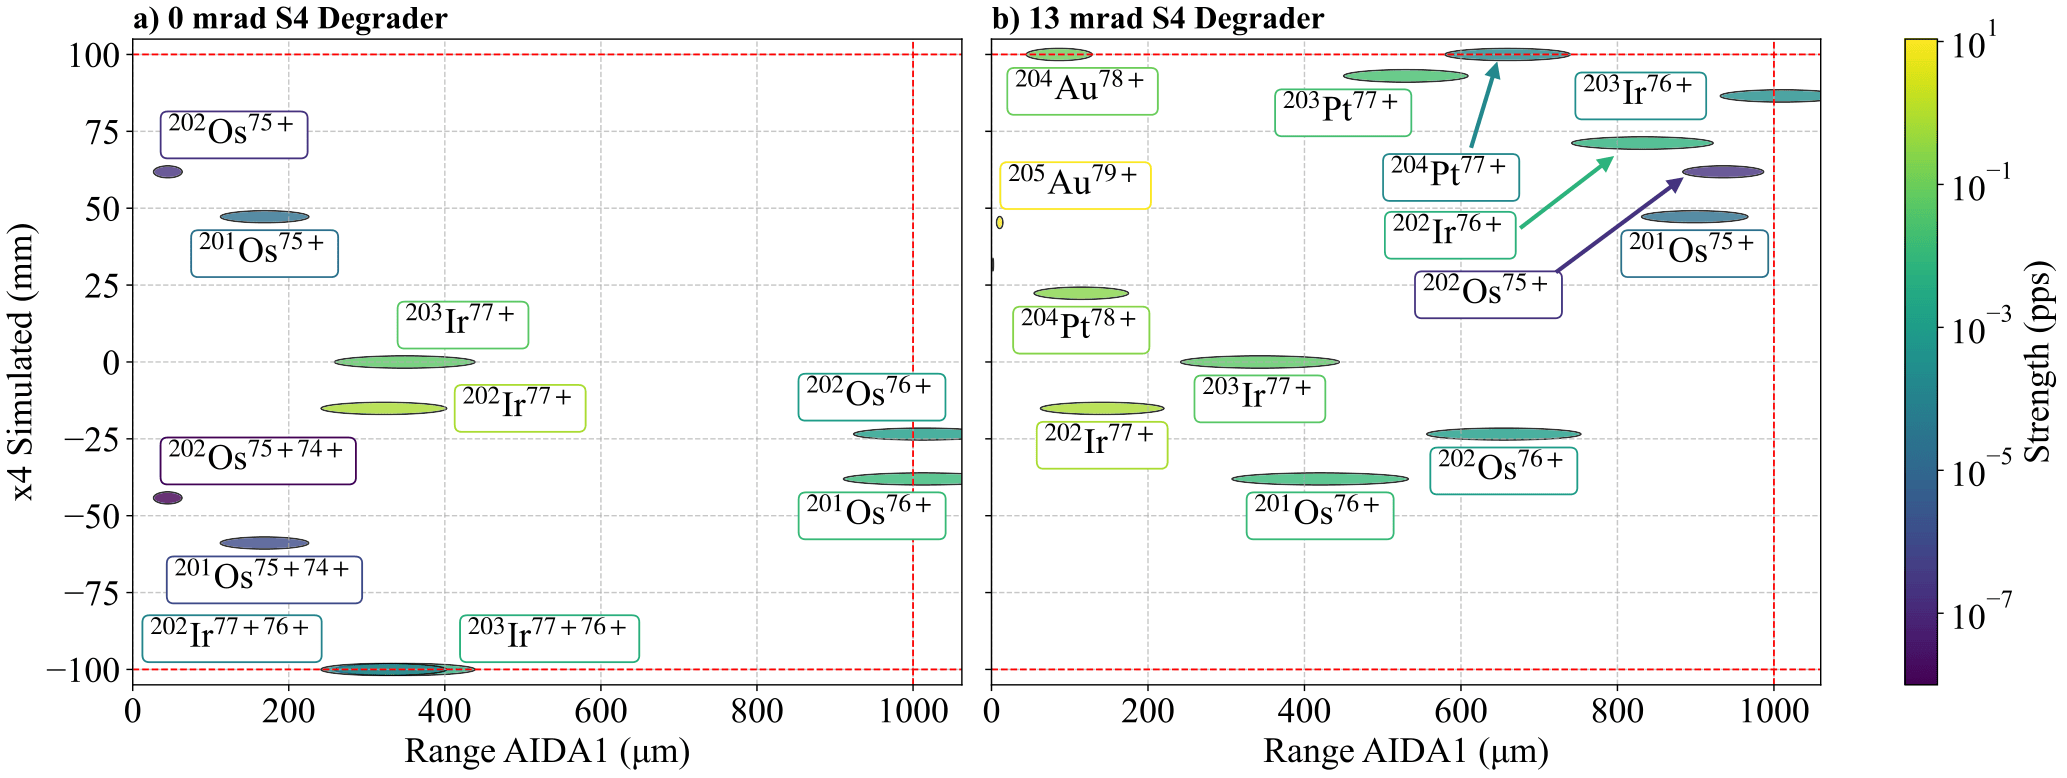 a) 0 mrad S4 Degrader
b) 13 mrad S4 Degrader
x4 Simulated (mm)
100
75
50
25
0
−25
−50
−75
−100
²⁰²Os⁷⁵⁺
²⁰¹Os⁷⁵⁺
²⁰³Ir⁷⁷⁺
²⁰²Ir⁷⁷⁺
²⁰²Os⁷⁶⁺
²⁰²Os⁷⁵⁺⁷⁴⁺
²⁰¹Os⁷⁶⁺
²⁰¹Os⁷⁵⁺⁷⁴⁺
²⁰²Ir⁷⁷⁺⁷⁶⁺
²⁰³Ir⁷⁷⁺⁷⁶⁺
0 200 400 600 800 1000
Range AIDA1 (μm)
²⁰⁴Au⁷⁸⁺
²⁰³Pt⁷⁷⁺
²⁰³Ir⁷⁶⁺
²⁰⁴Pt⁷⁷⁺
²⁰⁵Au⁷⁹⁺
²⁰²Ir⁷⁶⁺
²⁰¹Os⁷⁵⁺
²⁰²Os⁷⁵⁺
²⁰⁴Pt⁷⁸⁺
²⁰³Ir⁷⁷⁺
²⁰²Ir⁷⁷⁺
²⁰²Os⁷⁶⁺
²⁰¹Os⁷⁶⁺
0 200 400 600 800 1000
Range AIDA1 (μm)
10¹
10⁻¹
10⁻³
10⁻⁵
10⁻⁷
Strength (pps)